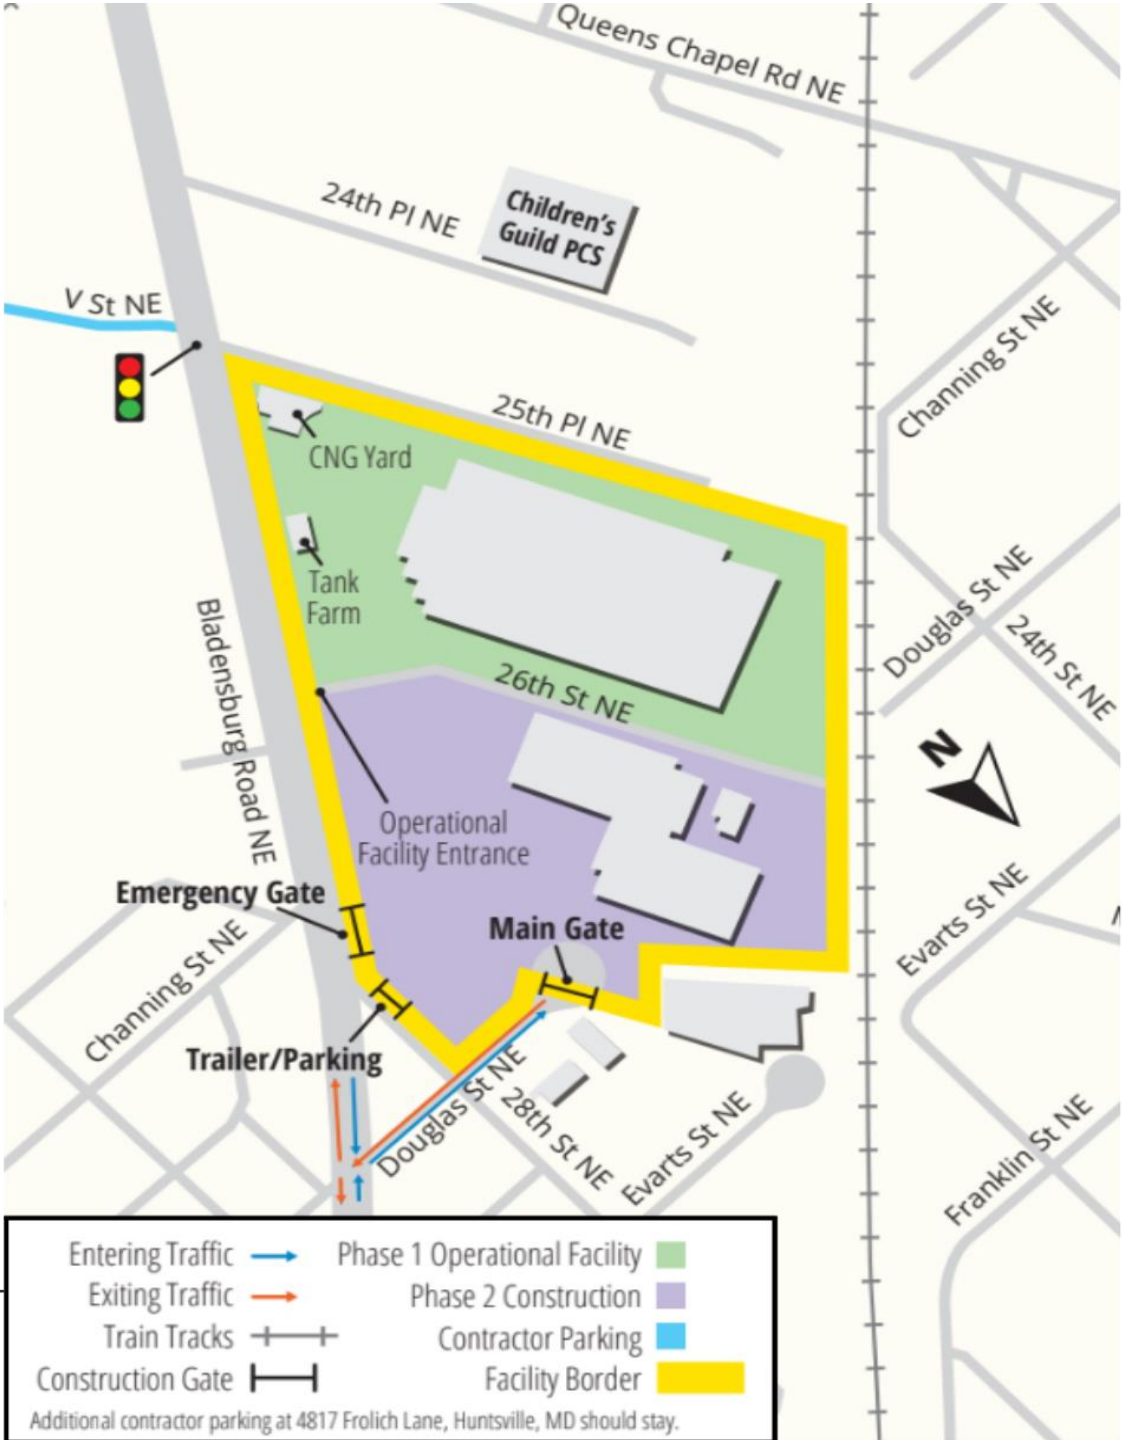 Queens Chapel Rd NE
24th Pl NE
Children's
Guild PCS
V St NE
Channing St NE
25th Pl NE
CNG Yard
Tank
Farm
Douglas St NE
24th St NE
Bladensburg Road NE
26th St NE
N
Operational
Facility Entrance
Emergency Gate
Main Gate
Evarts St NE
Channing St NE
Trailer/Parking
Douglas St NE
28th St NE
Evarts St NE
Franklin St NE
Entering Traffic
Exiting Traffic
Train Tracks
Construction Gate
Phase 1 Operational Facility
Phase 2 Construction
Contractor Parking
Facility Border
Additional contractor parking at 4817 Frolich Lane, Huntsville, MD should stay.